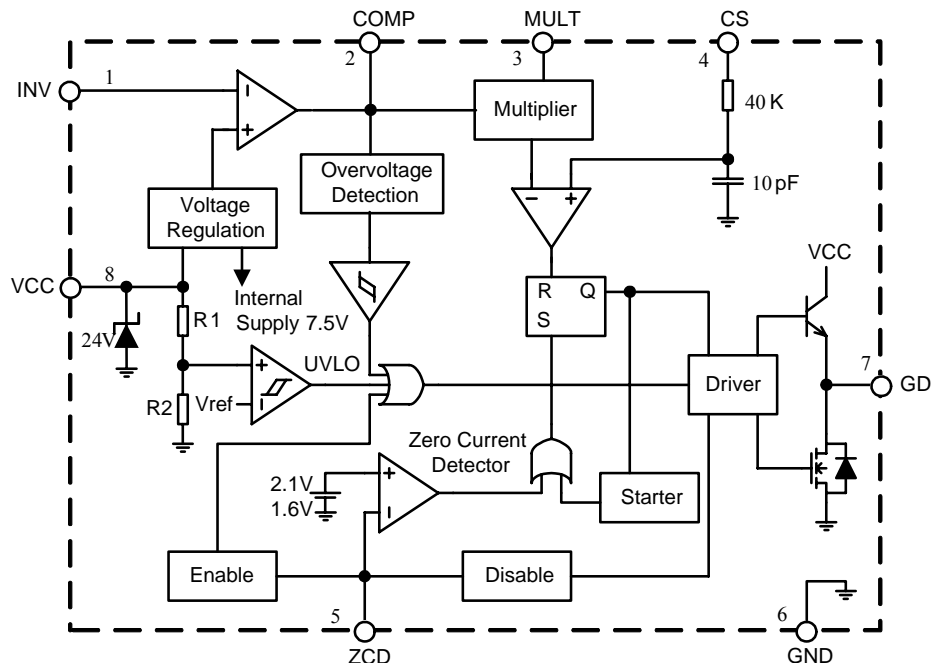 COMP
MULT
CS
2
3
4
INV
1
Multiplier
40 K
Overvoltage
Detection
10 pF
Voltage
Regulation
VCC
8
VCC
Internal
Supply 7.5V
R
Q
S
24V
R1
UVLO
R2
Vref
Driver
7
GD
Zero Current
Detector
2.1V
1.6V
Starter
Enable
Disable
5
6
ZCD
GND